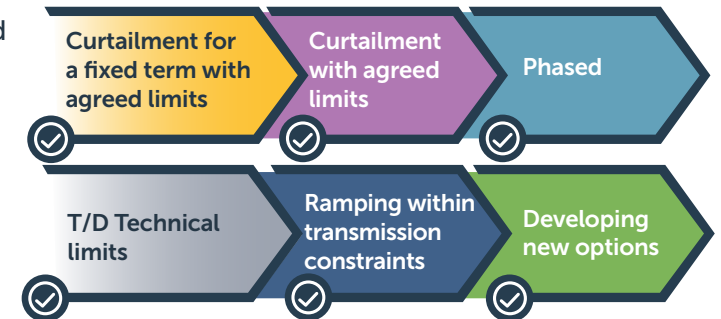 d
Curtailment for
a fixed term with
agreed limits
Curtailment
with agreed
limits
Phased
T/D Technical
limits
Ramping within
transmission
constraints
Developing
new options